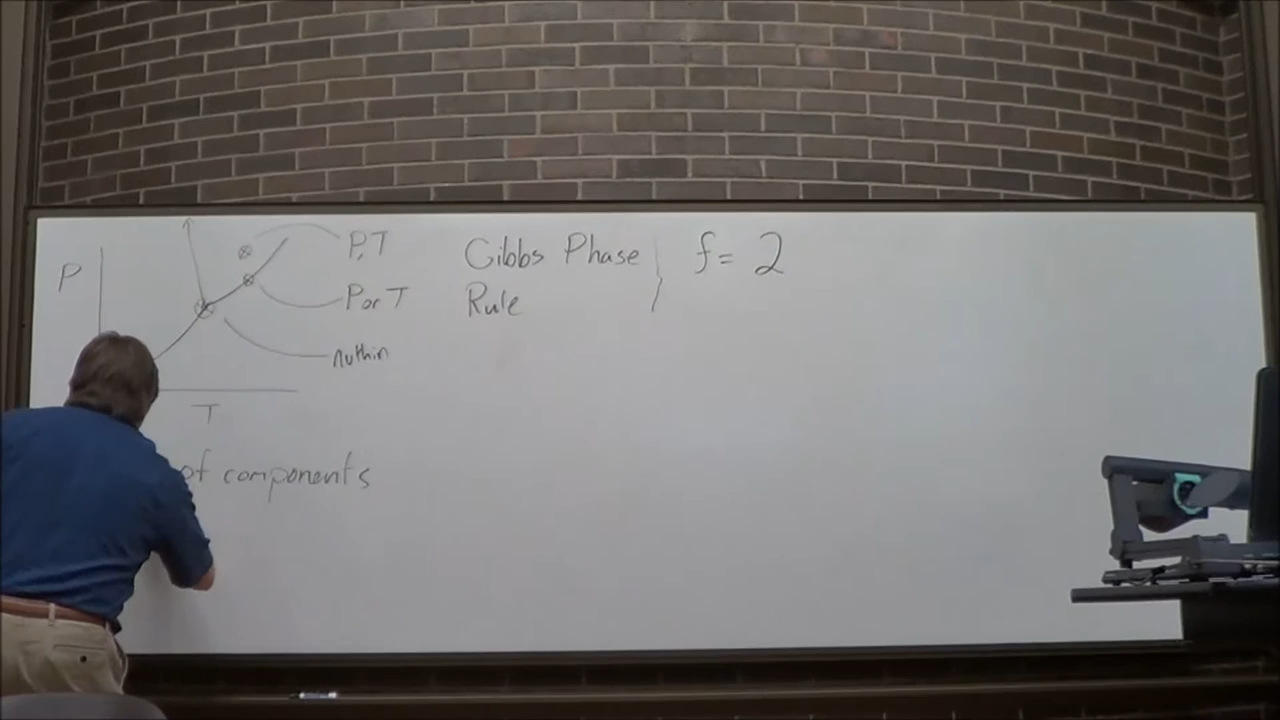 P
P,T
P or T
nuthin
T
Gibbs Phase
Rule
f = 2
of components